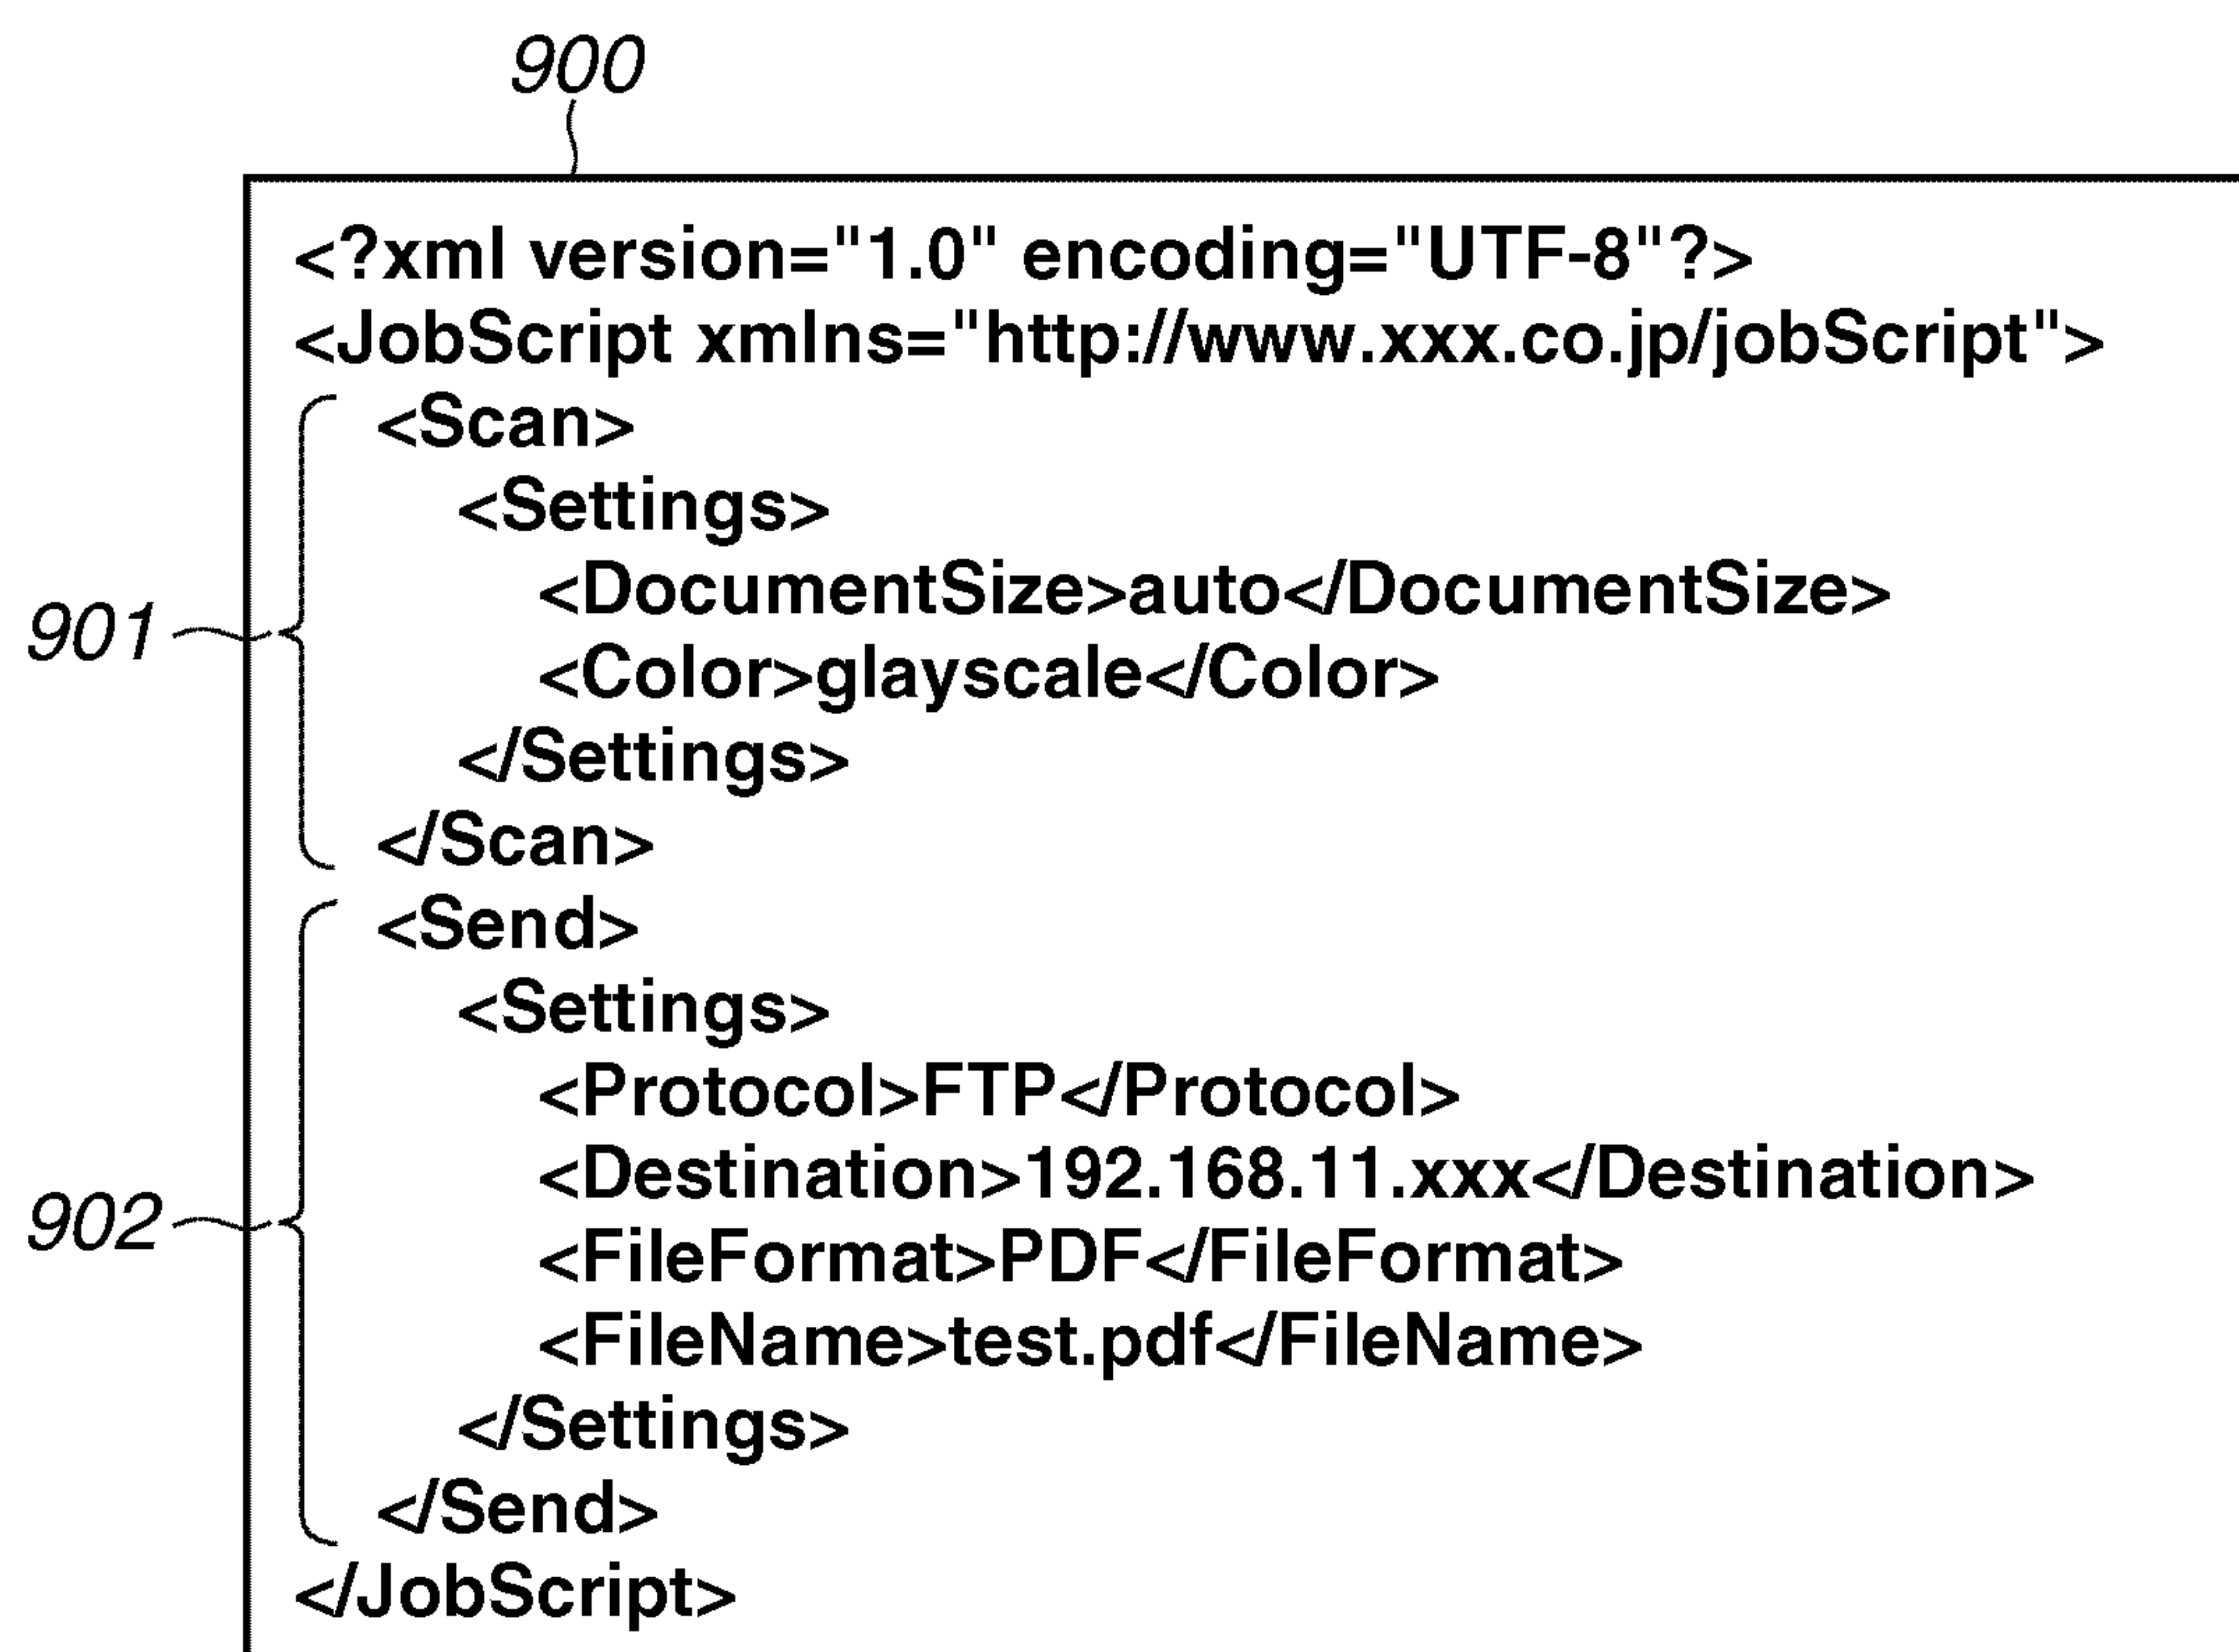 900
<?xml version="1.0" encoding="UTF-8"?>
<JobScript xmlns="http://www.xxx.co.jp/jobScript">
<Scan>
<Settings>
<DocumentSize>auto</DocumentSize>
901
<Color>glayscale</Color>
</Settings>
</Scan>
<Send>
<Settings>
<Protocol>FTP</Protocol>
<Destination>192.168.11.xxx</Destination>
902
<FileFormat>PDF</FileFormat>
<FileName>test.pdf</FileName>
</Settings>
</Send>
</JobScript>